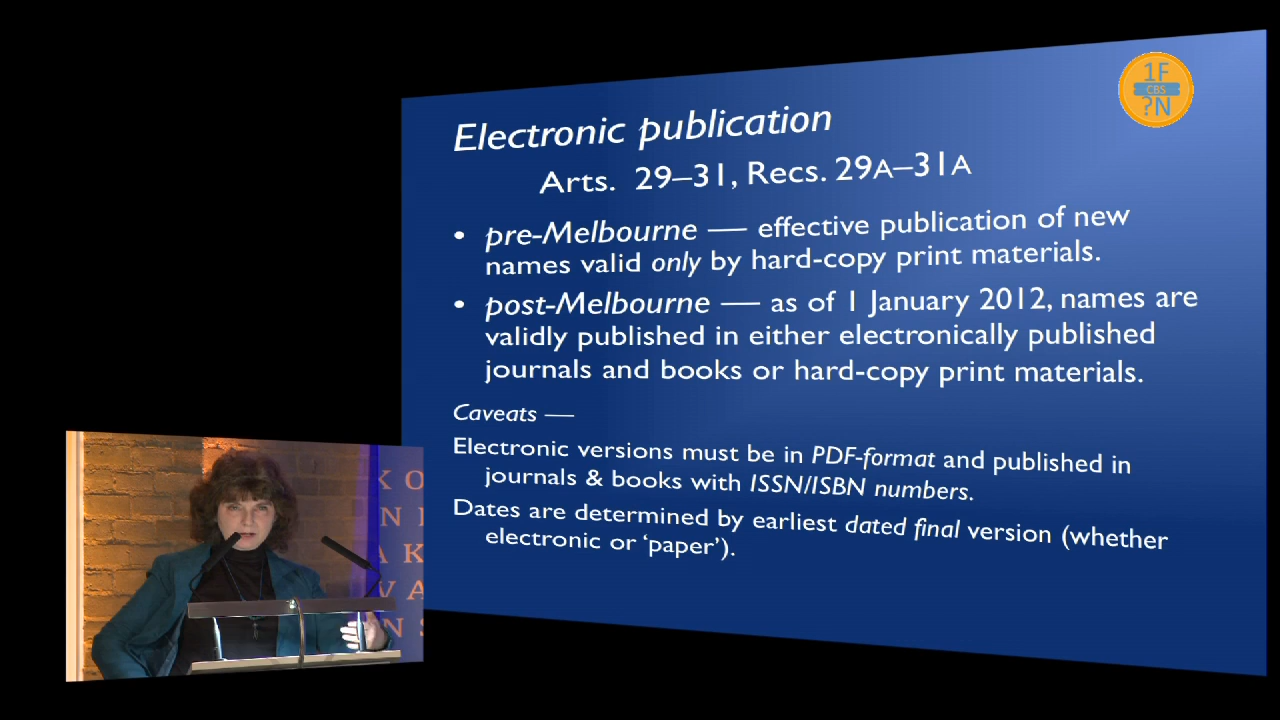 1F
CBS
?N
Electronic publication
Arts. 29–31, Recs. 29A–31A
• pre-Melbourne — effective publication of new
names valid only by hard-copy print materials.
• post-Melbourne — as of 1 January 2012, names are
validly published in either electronically published
journals and books or hard-copy print materials.
Caveats —
Electronic versions must be in PDF-format and published in
journals & books with ISSN/ISBN numbers.
Dates are determined by earliest dated final version (whether
electronic or ‘paper’).
K O
N
A K
V A
N S